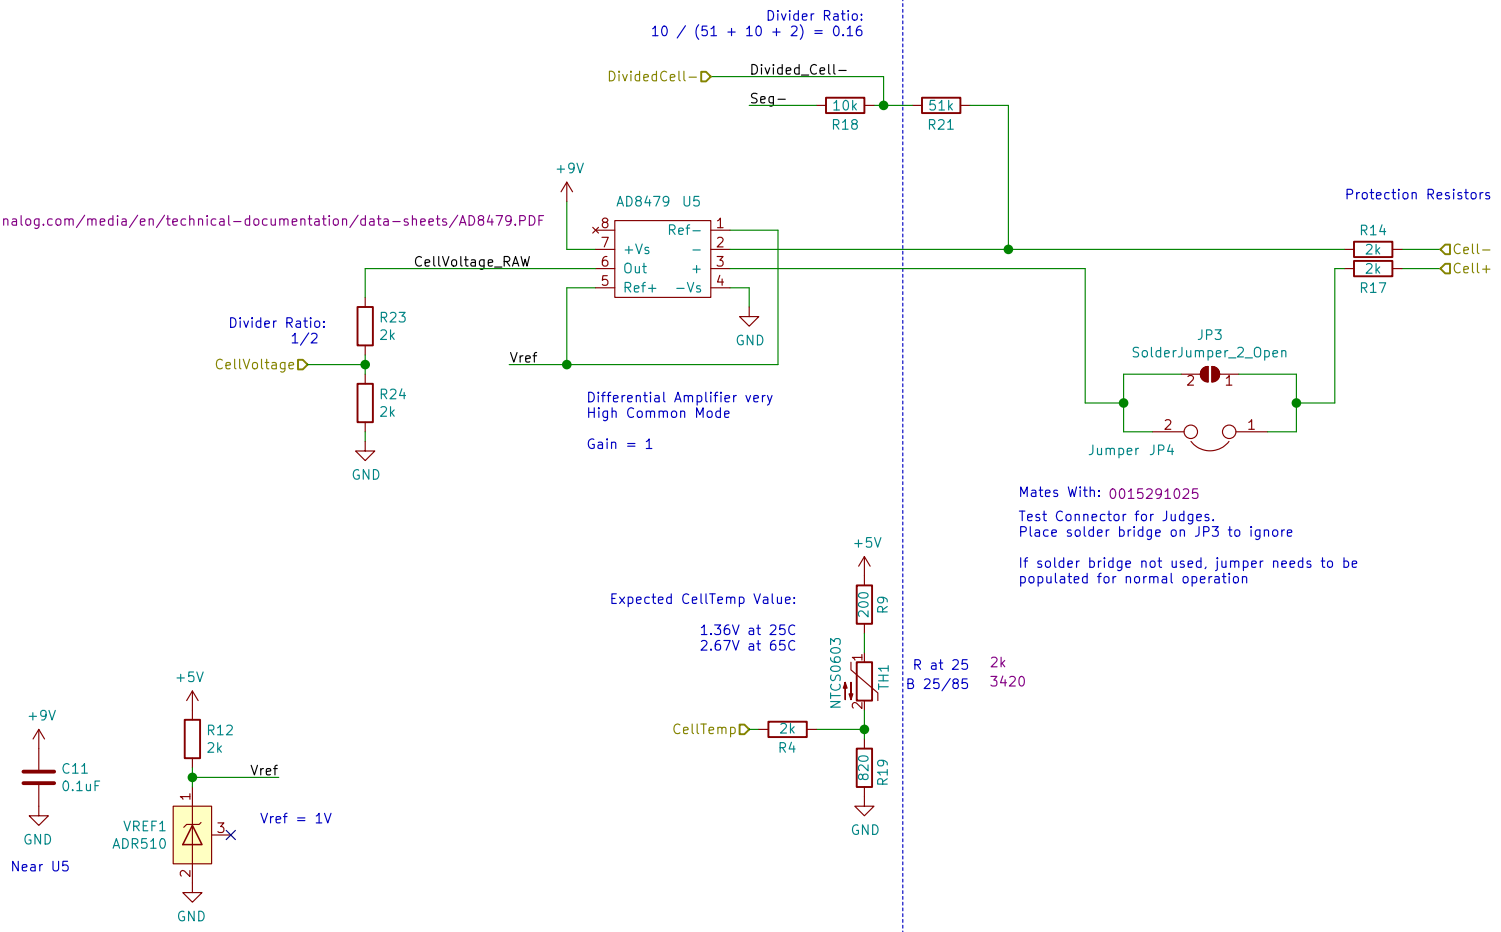 Divider Ratio:
10 / (51 + 10 + 2) = 0.16
DividedCell-
Divided_Cell-
Seg-
10k
R18
51k
R21
+9V
AD8479 U5
nalog.com/media/en/technical-documentation/data-sheets/AD8479.PDF
8
7
6
5
Ref-
+Vs
-
Out
+
Ref+
-Vs
1
2
3
4
CellVoltage_RAW
GND
Vref
Protection Resistors
R14
2k
Cell-
2k
Cell+
R17
Divider Ratio:
1/2
R23
2k
CellVoltage
R24
2k
GND
Differential Amplifier very
High Common Mode
Gain = 1
JP3
SolderJumper_2_Open
2
1
2
1
Jumper JP4
Mates With: 0015291025
Test Connector for Judges.
Place solder bridge on JP3 to ignore
If solder bridge not used, jumper needs to be
populated for normal operation
+5V
200
R9
Expected CellTemp Value:
1.36V at 25C
2.67V at 65C
NTCS0603
1
2
TH1
R at 25 2k
B 25/85 3420
CellTemp
2k
R4
820
R19
GND
+9V
C11
0.1uF
GND
Near U5
+5V
R12
2k
Vref
1
VREF1
ADR510
3
2
Vref = 1V
GND